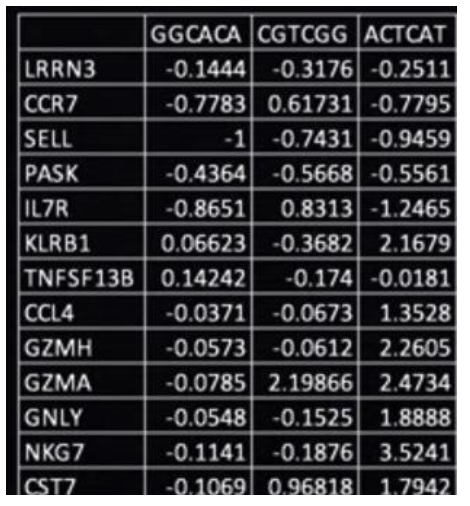 GGCACA CGTCGG ACTCAT
LRRN3 -0.1444 -0.3176 -0.2511
CCR7 -0.7783 0.61731 -0.7795
SELL -1 -0.7431 -0.9459
PASK -0.4364 -0.5668 -0.5561
IL7R -0.8651 0.8313 -1.2465
KLRB1 0.06623 -0.3682 2.1679
TNFSF13B 0.14242 -0.174 -0.0181
CCL4 -0.0371 -0.0673 1.3528
GZMH -0.0573 -0.0612 2.2605
GZMA -0.0785 2.19866 2.4734
GNLY -0.0548 -0.1525 1.8888
NKG7 -0.1141 -0.1876 3.5241
CST7 -0.1069 0.96818 1.7942